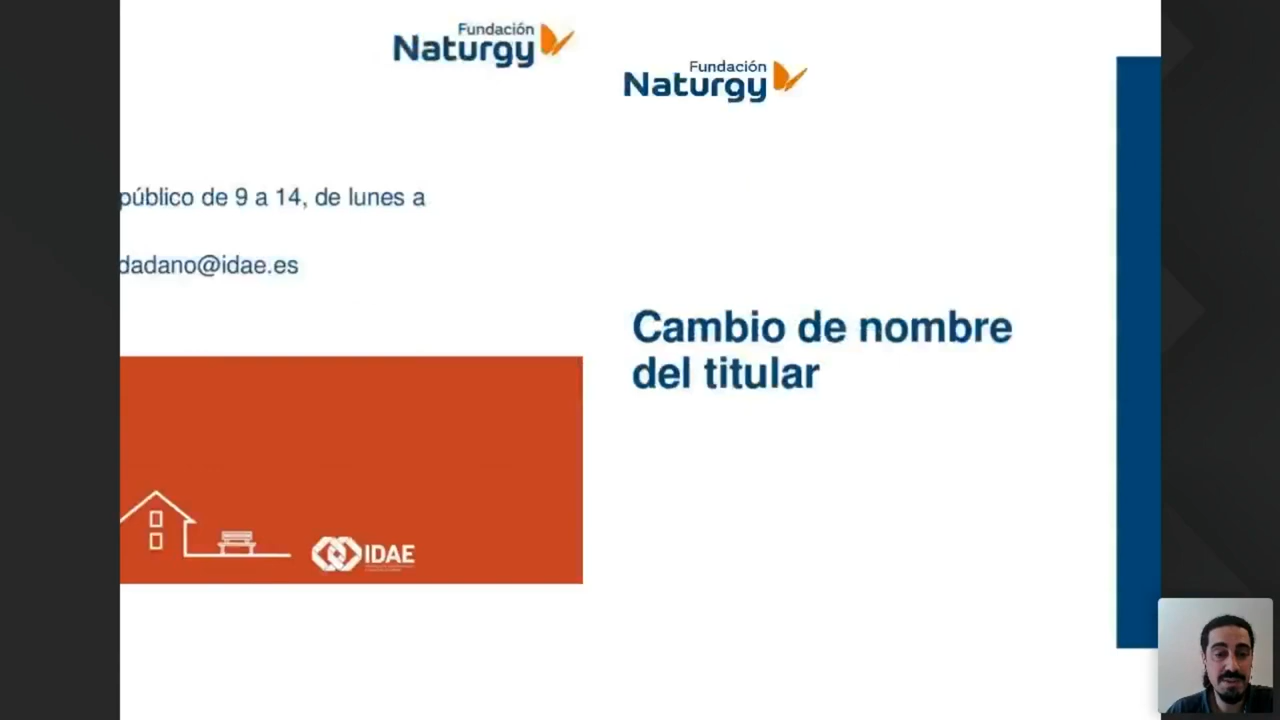 Fundación
Naturgy
público de 9 a 14, de lunes a
dadano@idae.es
IDAE
Fundación
Naturgy
Cambio de nombre
del titular